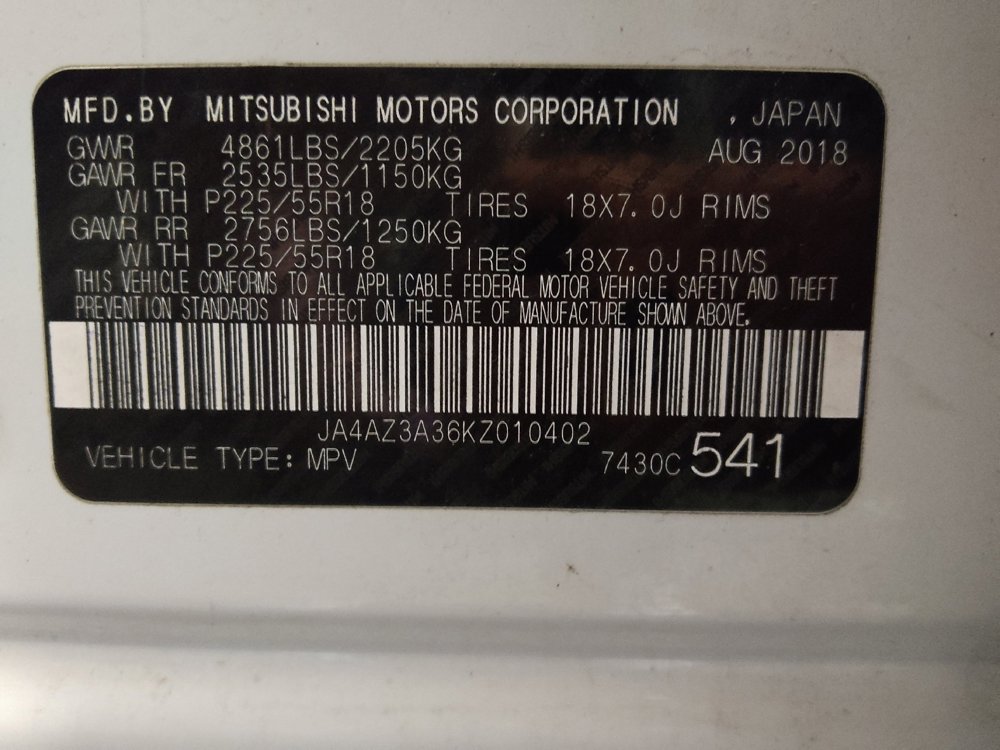 MFD.BY MITSUBISHI MOTORS CORPORATION , JAPAN
GVWR 4861LBS/2205KG AUG 2018
GAWR FR 2535LBS/1150KG
WITH P225/55R18 TIRES 18X7.0J RIMS
GAWR RR 2756LBS/1250KG
WITH P225/55R18 TIRES 18X7.0J RIMS
THIS VEHICLE CONFORMS TO ALL APPLICABLE FEDERAL MOTOR VEHICLE SAFETY AND THEFT
PREVENTION STANDARDS IN EFFECT ON THE DATE OF MANUFACTURE SHOWN ABOVE.
JA4AZ3A36KZ010402
VEHICLE TYPE: MPV 7430C 541